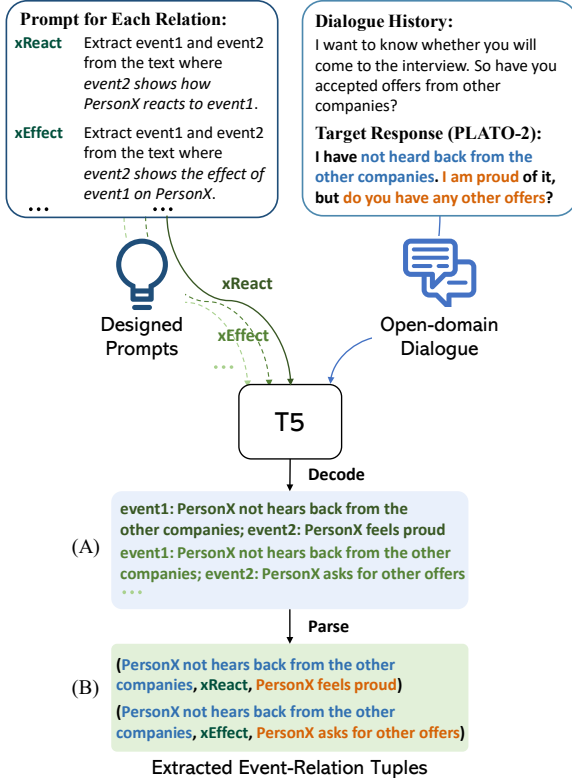 Prompt for Each Relation:
xReact
Extract event1 and event2
from the text where
event2 shows how
PersonX reacts to event1.
xEffect
Extract event1 and event2
from the text where
event2 shows the effect of
event1 on PersonX.
...
...
Dialogue History:
I want to know whether you will
come to the interview. So have you
accepted offers from other
companies?
Target Response (PLATO-2):
I have not heard back from the
other companies. I am proud of it,
but do you have any other offers?
xReact
xEffect
...
Designed
Prompts
Open-domain
Dialogue
T5
Decode
(A)
event1: PersonX not hears back from the
other companies; event2: PersonX feels proud
event1: PersonX not hears back from the other
companies; event2: PersonX asks for other offers
...
Parse
(B)
(PersonX not hears back from the other
companies, xReact, PersonX feels proud)
(PersonX not hears back from the other
companies, xEffect, PersonX asks for other offers)
Extracted Event-Relation Tuples